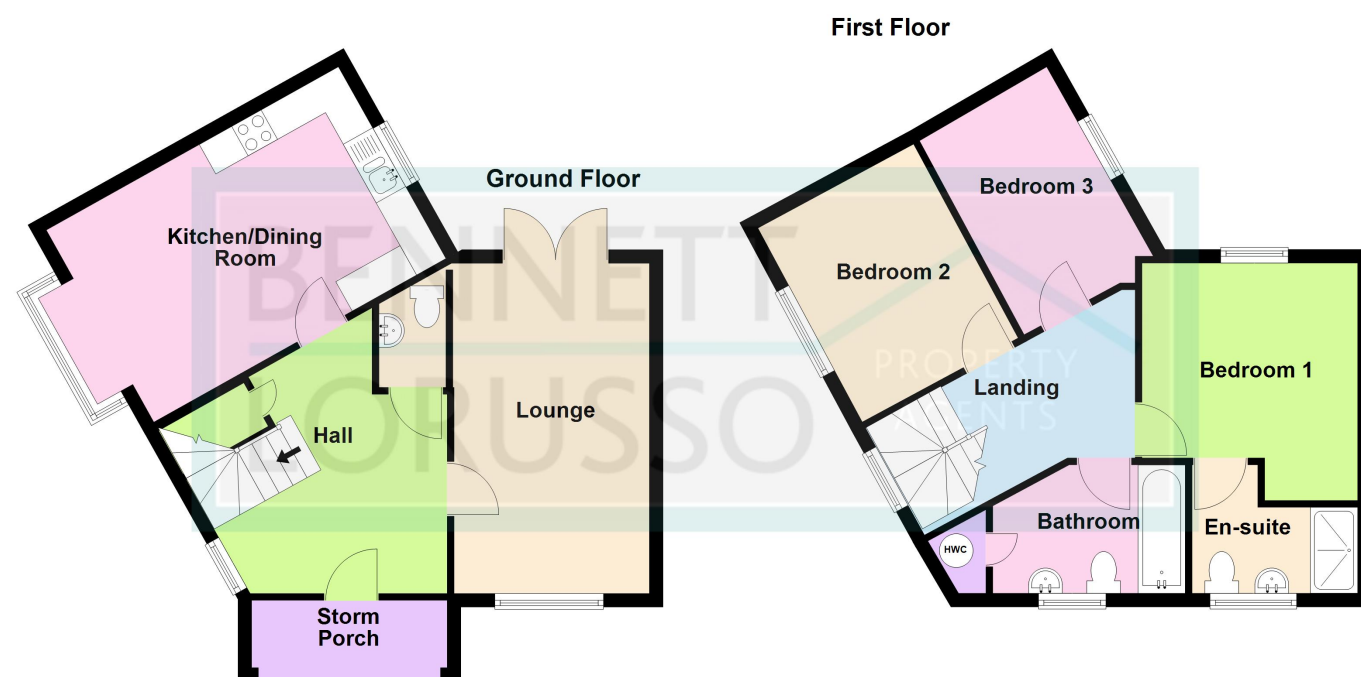 First Floor
Ground Floor
Kitchen/Dining
Room
Hall
Lounge
Storm
Porch
Bedroom 3
Bedroom 2
Bedroom 1
Landing
Bathroom
En-suite
HWC
BENNETT
LORUSSO
PROPERTY
AGENTS